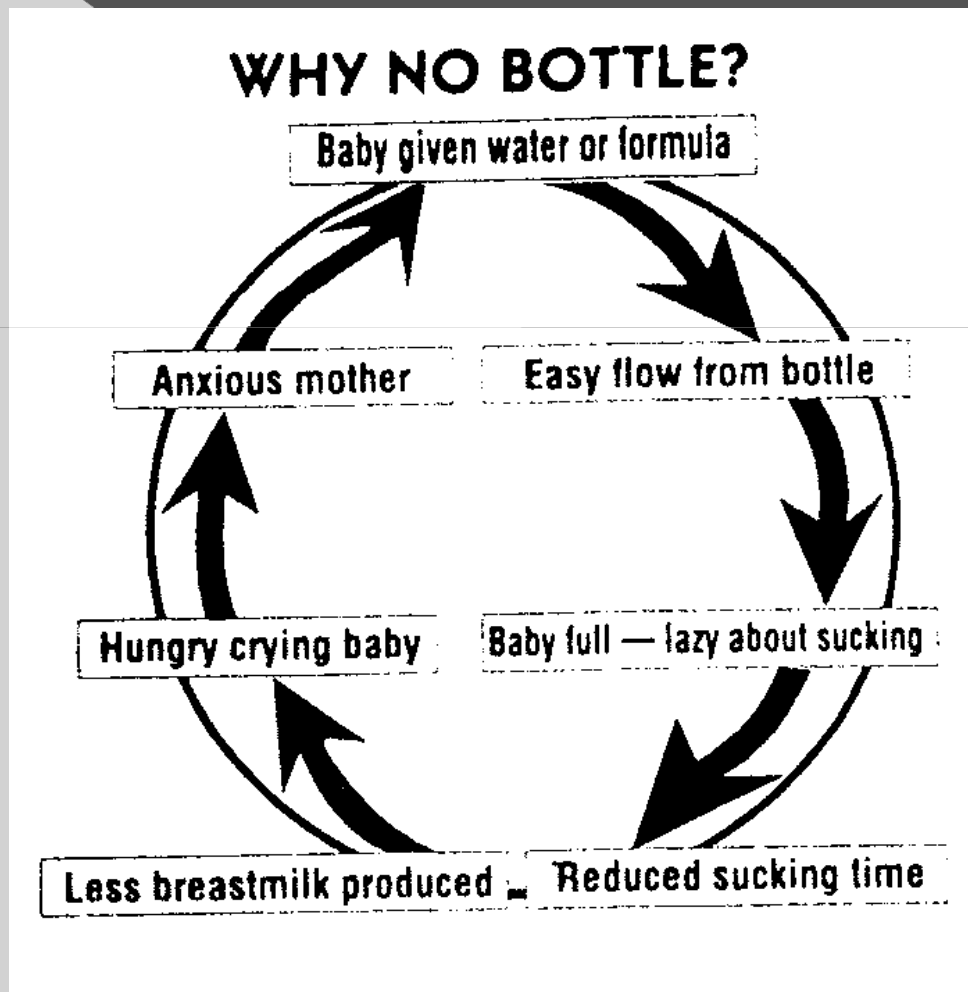 WHY NO BOTTLE?
Baby given water or formula
Easy flow from bottle
Baby full — lazy about sucking
Reduced sucking time
Less breastmilk produced
Hungry crying baby
Anxious mother